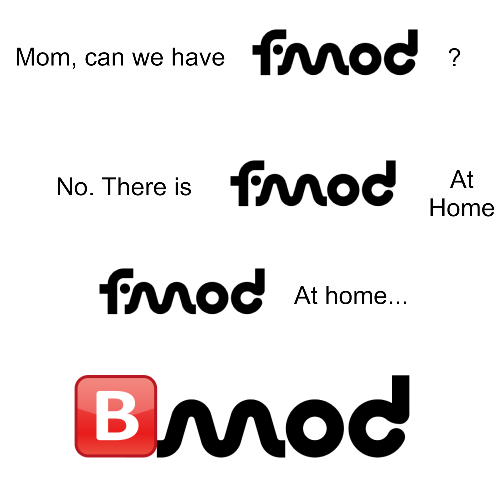 Mom, can we have fmod ?
No. There is fmod At Home
fmod At home...
Bmod